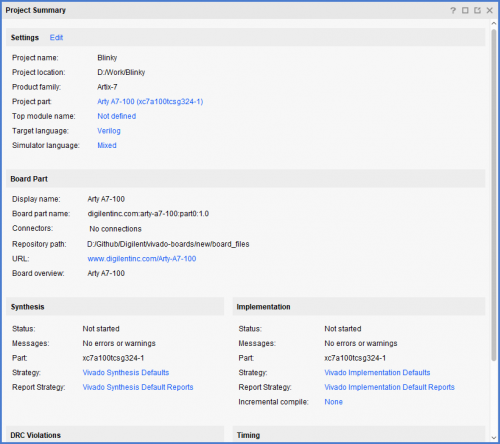 Project Summary
Settings Edit
Project name: Blinky
Project location: D:/Work/Blinky
Product family: Artix-7
Project part: Arty A7-100 (xc7a100tcsg324-1)
Top module name: Not defined
Target language: Verilog
Simulator language: Mixed
Board Part
Display name: Arty A7-100
Board part name: digilentinc.com:arty-a7-100:part0:1.0
Connectors: No connections
Repository path: D:/Github/Digilent/vivado-boards/new/board_files
URL: www.digilentinc.com/Arty-A7-100
Board overview: Arty A7-100
Synthesis
Status: Not started
Messages: No errors or warnings
Part: xc7a100tcsg324-1
Strategy: Vivado Synthesis Defaults
Report Strategy: Vivado Synthesis Default Reports
Implementation
Status: Not started
Messages: No errors or warnings
Part: xc7a100tcsg324-1
Strategy: Vivado Implementation Defaults
Report Strategy: Vivado Implementation Default Reports
Incremental compile: None
DRC Violations
Timing